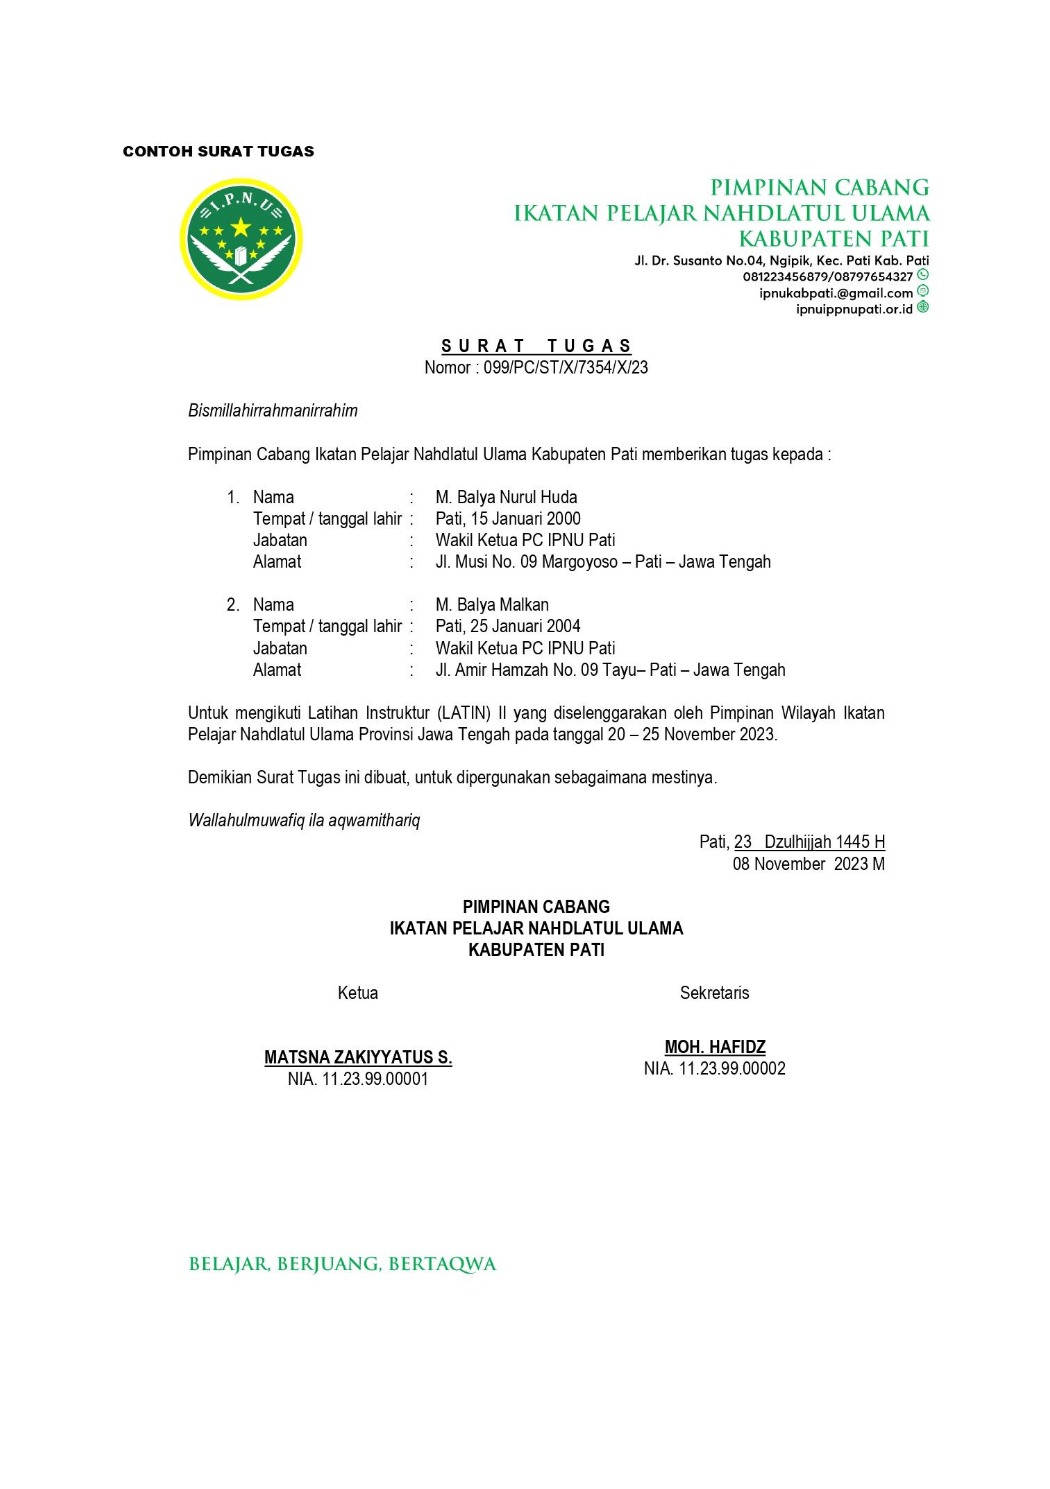 CONTOH SURAT TUGAS
I.P.N.U
PIMPINAN CABANG
IKATAN PELAJAR NAHDLATUL ULAMA
KABUPATEN PATI
Jl. Dr. Susanto No.04, Ngipik, Kec. Pati Kab. Pati
081223456879/08797654327
ipnukabpati.@gmail.com
ipnuippnupati.or.id
SURAT TUGAS
Nomor : 099/PC/ST/X/7354/X/23
Bismillahirrahmanirrahim
Pimpinan Cabang Ikatan Pelajar Nahdlatul Ulama Kabupaten Pati memberikan tugas kepada :
1. Nama : M. Balya Nurul Huda
Tempat / tanggal lahir : Pati, 15 Januari 2000
Jabatan : Wakil Ketua PC IPNU Pati
Alamat : Jl. Musi No. 09 Margoyoso – Pati – Jawa Tengah
2. Nama : M. Balya Malkan
Tempat / tanggal lahir : Pati, 25 Januari 2004
Jabatan : Wakil Ketua PC IPNU Pati
Alamat : Jl. Amir Hamzah No. 09 Tayu– Pati – Jawa Tengah
Untuk mengikuti Latihan Instruktur (LATIN) II yang diselenggarakan oleh Pimpinan Wilayah Ikatan
Pelajar Nahdlatul Ulama Provinsi Jawa Tengah pada tanggal 20 – 25 November 2023.
Demikian Surat Tugas ini dibuat, untuk dipergunakan sebagaimana mestinya.
Wallahulmuwafiq ila aqwamithariq
Pati, 23 Dzulhijjah 1445 H
08 November 2023 M
PIMPINAN CABANG
IKATAN PELAJAR NAHDLATUL ULAMA
KABUPATEN PATI
Ketua Sekretaris
MATSNA ZAKIYYATUS S. MOH. HAFIDZ
NIA. 11.23.99.00001 NIA. 11.23.99.00002
BELAJAR, BERJUANG, BERTAQWA